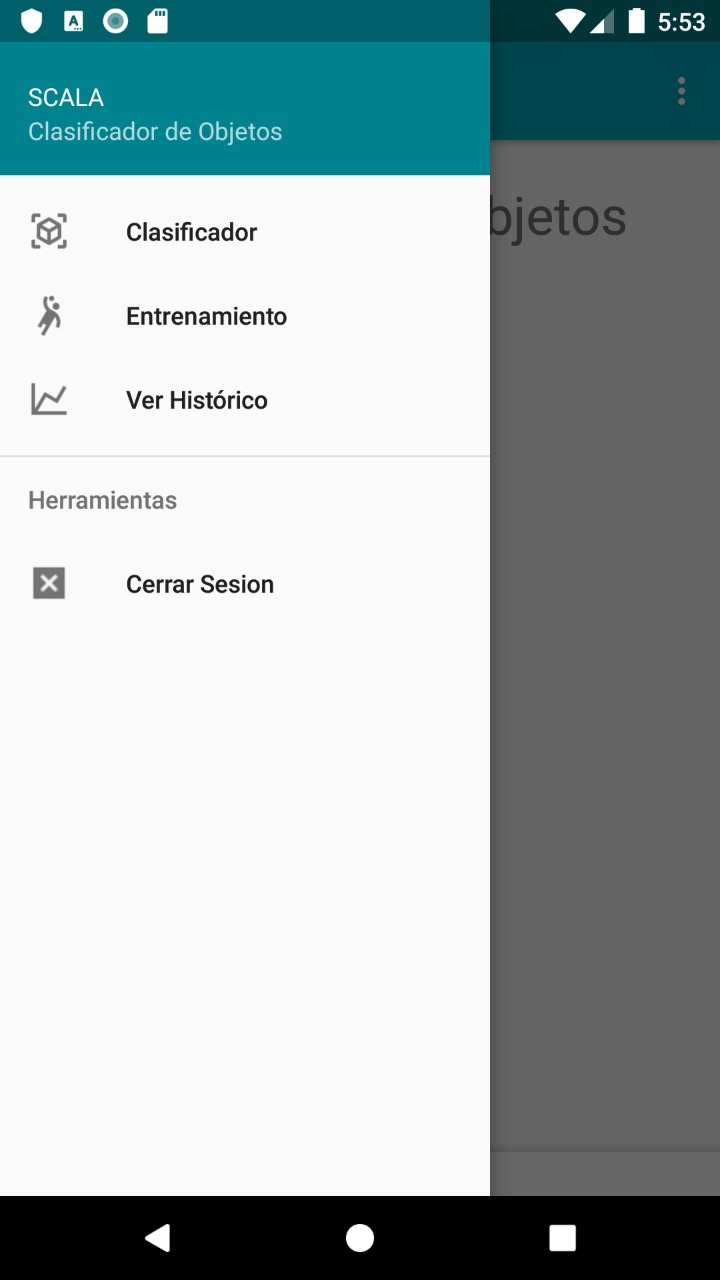 5:53
SCALA
Clasificador de Objetos
bjetos
Clasificador
Entrenamiento
Ver Histórico
Herramientas
Cerrar Sesion